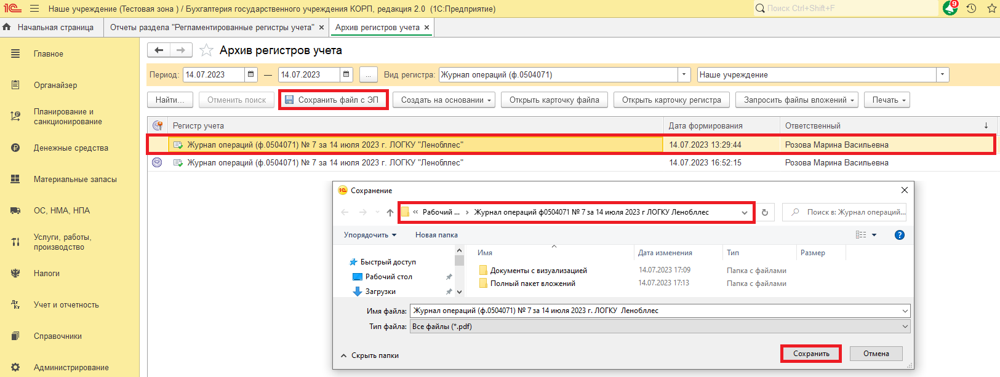 1С Наше учреждение (Тестовая зона ) / Бухгалтерия государственного учреждения КОРП, редакция 2.0 (1С:Предприятие) Поиск Ctrl+Shift+F 9
Начальная страница Отчеты раздела "Регламентированные регистры учета" × Архив регистров учета ×
Главное
Органайзер
Планирование и
санкционирование
Денежные средства
Материальные запасы
ОС, НМА, НПА
Услуги, работы,
производство
Налоги
Учет и отчетность
Справочники
Администрирование
Архив регистров учета
Период: 14.07.2023 — 14.07.2023 ... Вид регистра: Журнал операций (ф.0504071) Наше учреждение
Найти... Отменить поиск Сохранить файл с ЭП Создать на основании Открыть карточку файла Открыть карточку регистра Запросить файлы вложений Печать
Регистр учета Дата формирования Ответственный ↓
Журнал операций (ф.0504071) № 7 за 14 июля 2023 г. ЛОГКУ "Ленобллес" 14.07.2023 13:29:44 Розова Марина Васильевна
Журнал операций (ф.0504071) № 7 за 14 июля 2023 г. ЛОГКУ "Ленобллес" 14.07.2023 16:52:15 Розова Марина Васильевна
1С Сохранение
« Рабочий ... › Журнал операций ф0504071 № 7 за 14 июля 2023 г ЛОГКУ Ленобллес Поиск в: Журнал операций...
Упорядочить Новая папка ?
Имя Дата изменения Тип Размер
Быстрый доступ
Рабочий стол
Загрузки
Документы с визуализацией 14.07.2023 17:09 Папка с файлами
Полный пакет вложений 14.07.2023 17:13 Папка с файлами
Имя файла: Журнал операций (ф.0504071) № 7 за 14 июля 2023 г. ЛОГКУ  Ленобллес
Тип файла: Все файлы (*.pdf)
Скрыть папки Сохранить Отмена